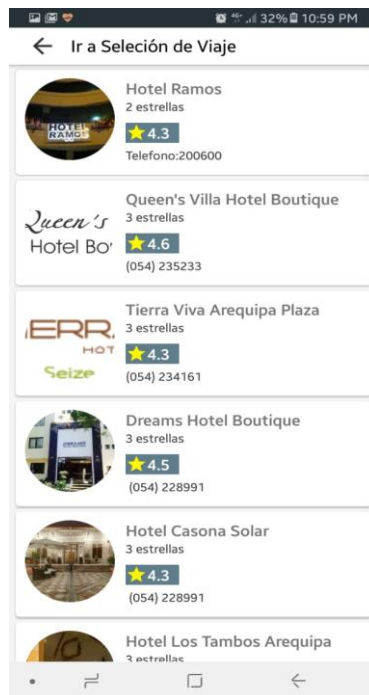 32% 10:59 PM
Ir a Seleción de Viaje
HOTEL
RAMOS
Hotel Ramos
2 estrellas
4.3
Telefono:200600
Queen's
Hotel Bo
Queen's Villa Hotel Boutique
3 estrellas
4.6
(054) 235233
ERR
HOT
Seize
Tierra Viva Arequipa Plaza
3 estrellas
4.3
(054) 234161
Dreams Hotel Boutique
3 estrellas
4.5
(054) 228991
Hotel Casona Solar
3 estrellas
4.3
(054) 228991
Hotel Los Tambos Arequipa
3 estrellas